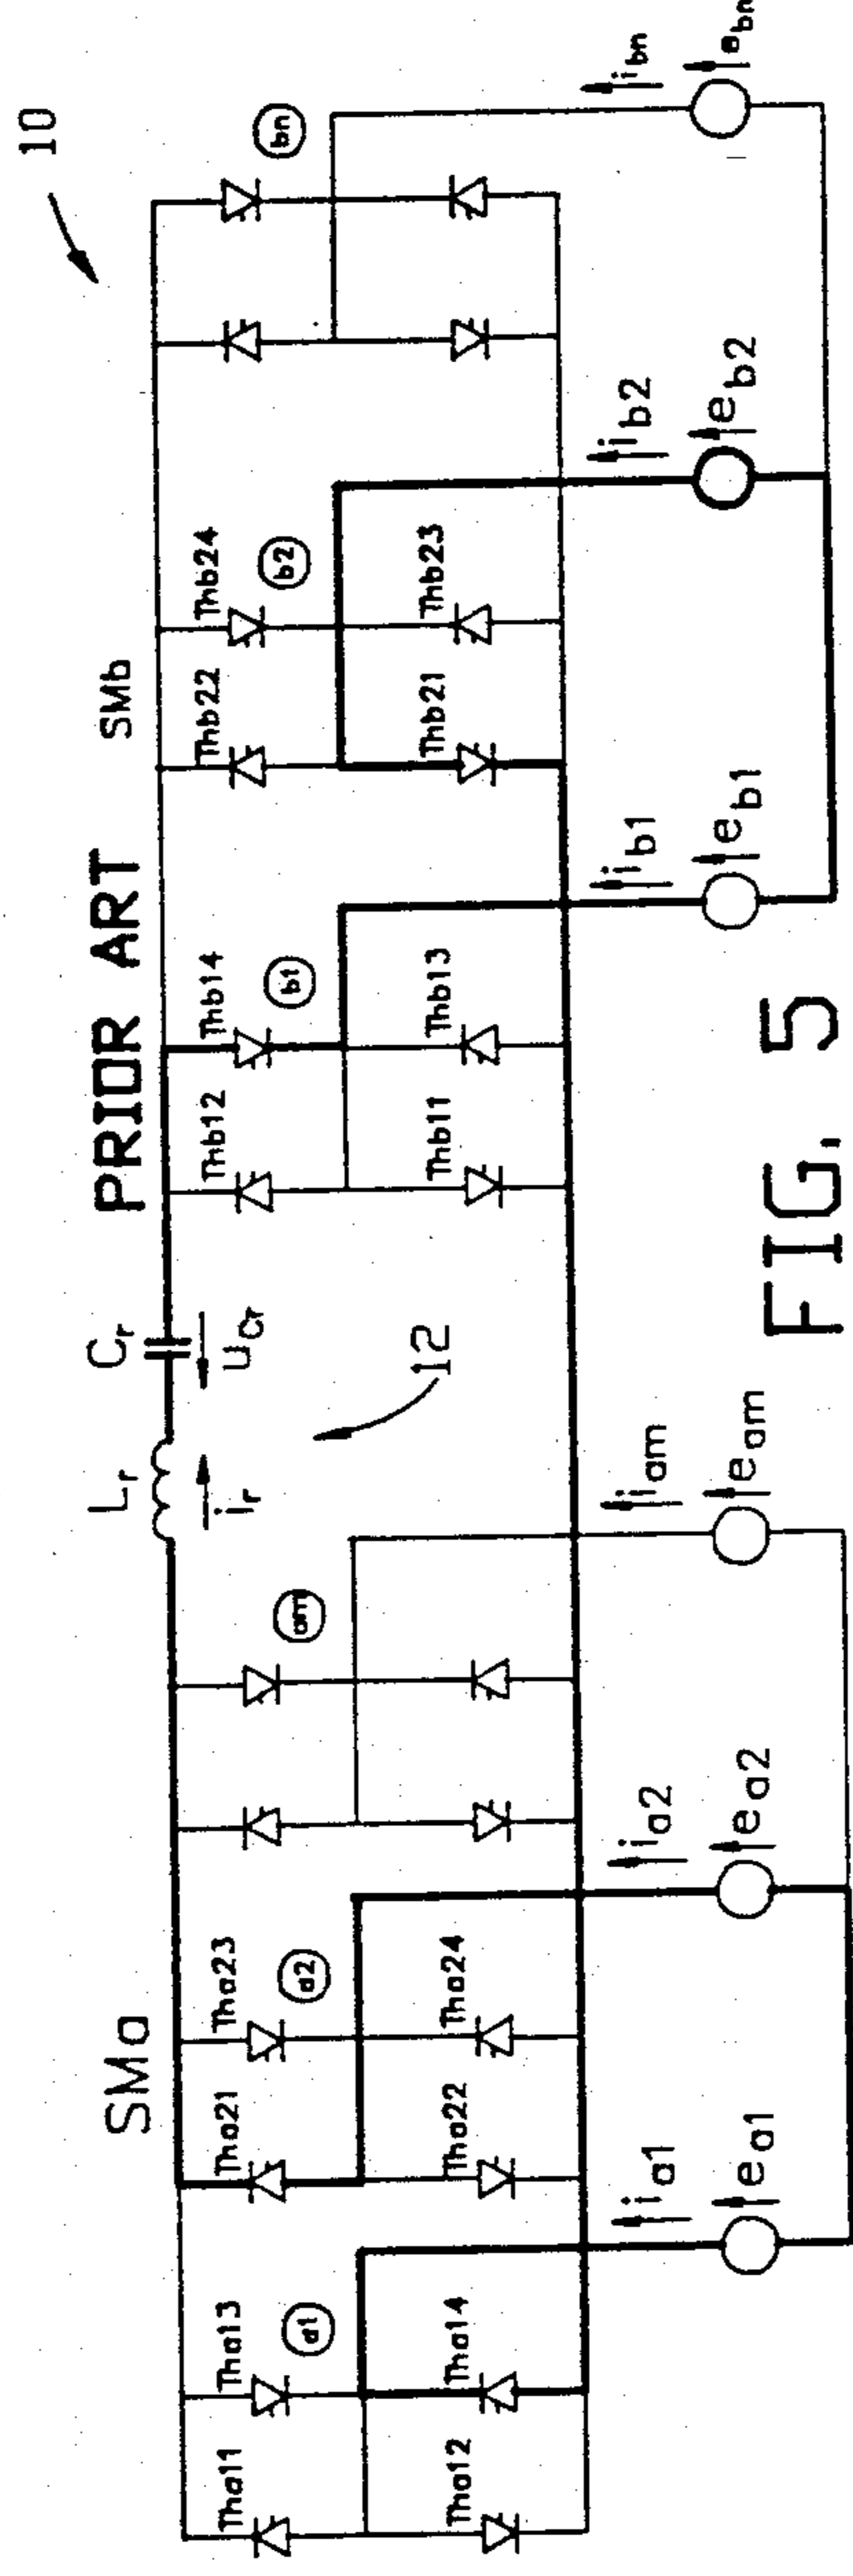 10
PRIOR ART
SMa
SMb
Lr
Cr
ir
uCr
12
Tha11
Tha13
a1
Tha21
Tha23
a2
am
Thb12
Thb14
b1
Thb22
Thb24
b2
bn
Tha12
Tha14
Tha22
Tha24
Thb11
Thb13
Thb21
Thb23
ia1
ia2
iam
ib1
ib2
ibn
ea1
ea2
eam
eb1
eb2
ebn
FIG. 5